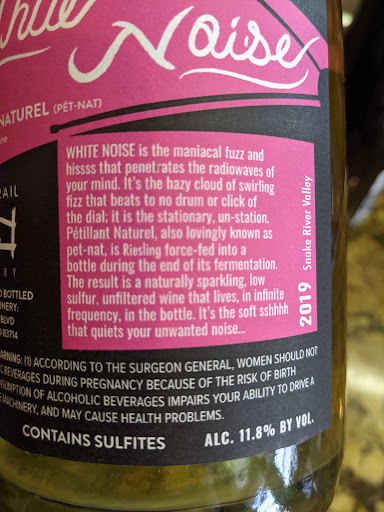 White
Noise
NATUREL (PÉT-NAT)
WHITE NOISE is the maniacal fuzz and
hissss that penetrates the radiowaves of
your mind. It's the hazy cloud of swirling
fizz that beats to no drum or click of
the dial; it is the stationary, un-station.
Pétillant Naturel, also lovingly known as
pet-nat, is Riesling force-fed into a
bottle during the end of its fermentation.
The result is a naturally sparkling, low
sulfur, unfiltered wine that lives, in infinite
frequency, in the bottle. It's the soft sshhhh
that quiets your unwanted noise...
2019 Snake River Valley
RAIL
ERY
D BOTTLED
NERY:
BLVD
83714
WARNING: (1) ACCORDING TO THE SURGEON GENERAL, WOMEN SHOULD NOT
C BEVERAGES DURING PREGNANCY BECAUSE OF THE RISK OF BIRTH
SUMPTION OF ALCOHOLIC BEVERAGES IMPAIRS YOUR ABILITY TO DRIVE A
MACHINERY, AND MAY CAUSE HEALTH PROBLEMS.
CONTAINS SULFITES ALC. 11.8% BY VOL.